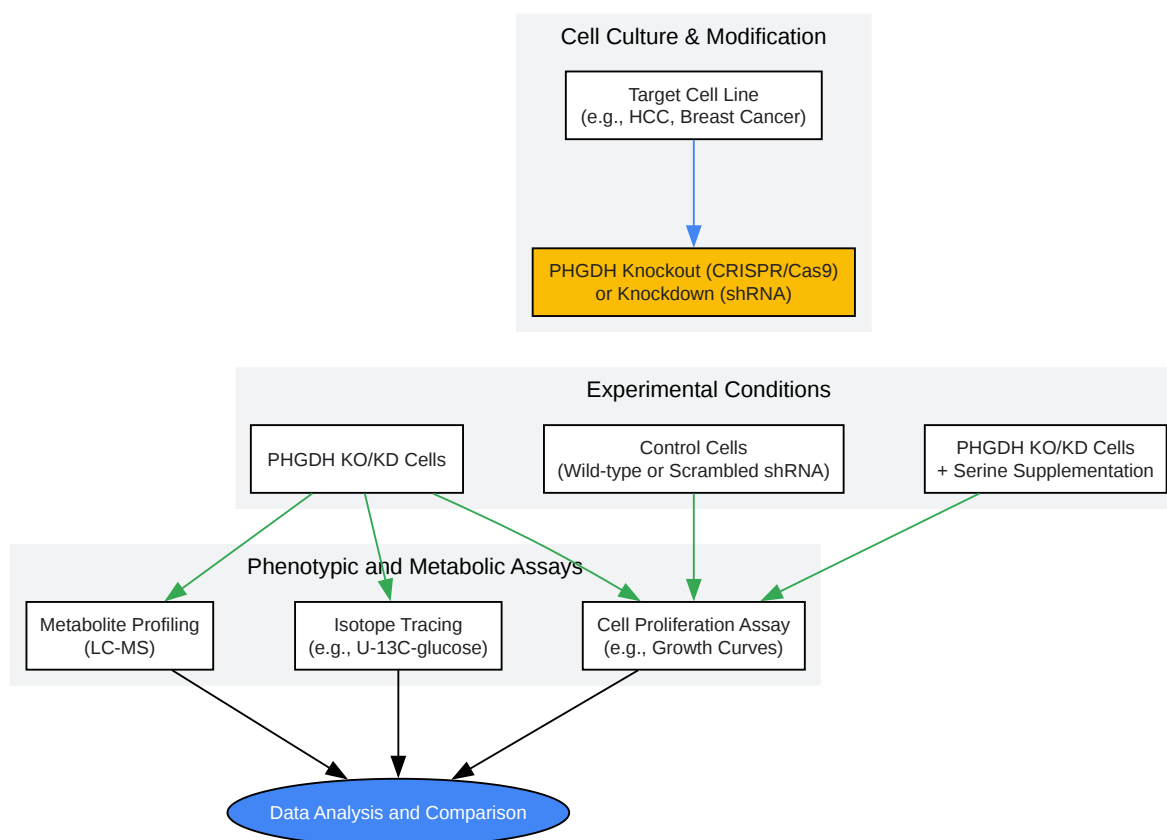 Cell Culture & Modification
Target Cell Line
(e.g., HCC, Breast Cancer)
PHGDH Knockout (CRISPR/Cas9)
or Knockdown (shRNA)
Experimental Conditions
PHGDH KO/KD Cells
Control Cells
(Wild-type or Scrambled shRNA)
PHGDH KO/KD Cells
+ Serine Supplementation
Phenotypic and Metabolic Assays
Metabolite Profiling
(LC-MS)
Isotope Tracing
(e.g., U-13C-glucose)
Cell Proliferation Assay
(e.g., Growth Curves)
Data Analysis and Comparison